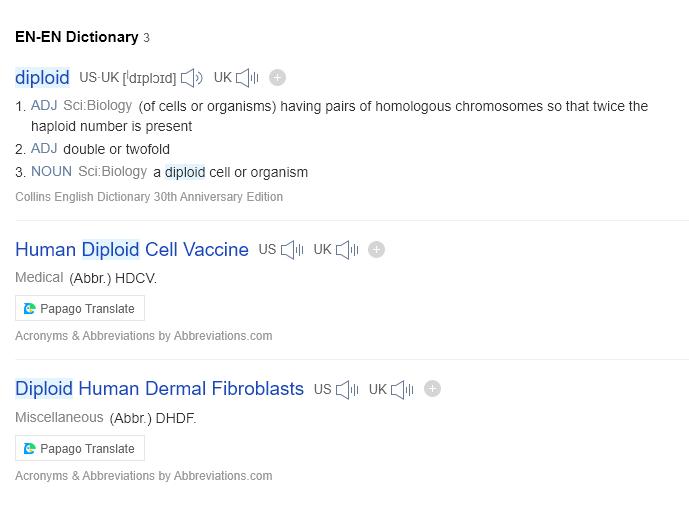 EN-EN Dictionary 3
diploid US·UK [ˈdɪplɔɪd] UK
1. ADJ Sci:Biology (of cells or organisms) having pairs of homologous chromosomes so that twice the
haploid number is present
2. ADJ double or twofold
3. NOUN Sci:Biology a diploid cell or organism
Collins English Dictionary 30th Anniversary Edition
Human Diploid Cell Vaccine US UK
Medical (Abbr.) HDCV.
Papago Translate
Acronyms & Abbreviations by Abbreviations.com
Diploid Human Dermal Fibroblasts US UK
Miscellaneous (Abbr.) DHDF.
Papago Translate
Acronyms & Abbreviations by Abbreviations.com